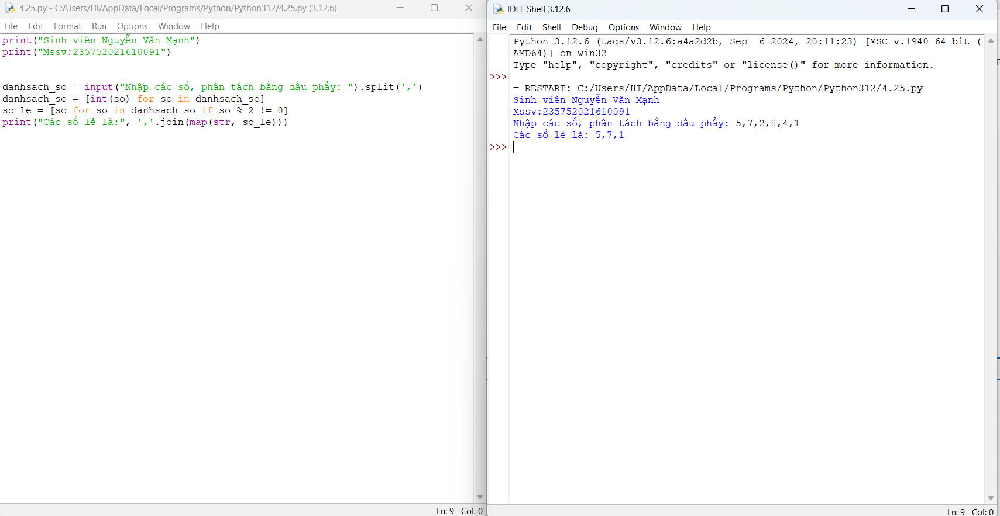 4.25.py - C:/Users/HI/AppData/Local/Programs/Python/Python312/4.25.py (3.12.6)
File Edit Format Run Options Window Help
print("Sinh viên Nguyễn Văn Mạnh")
print("Mssv:235752021610091")
danhsach_so = input("Nhập các số, phân tách bằng dấu phẩy: ").split(',')
danhsach_so = [int(so) for so in danhsach_so]
so_le = [so for so in danhsach_so if so % 2 != 0]
print("Các số lẻ là:", ','.join(map(str, so_le)))
Ln: 9 Col: 0
IDLE Shell 3.12.6
File Edit Shell Debug Options Window Help
Python 3.12.6 (tags/v3.12.6:a4a2d2b, Sep  6 2024, 20:11:23) [MSC v.1940 64 bit (
AMD64)] on win32
Type "help", "copyright", "credits" or "license()" for more information.
>>>
= RESTART: C:/Users/HI/AppData/Local/Programs/Python/Python312/4.25.py
Sinh viên Nguyễn Văn Mạnh
Mssv:235752021610091
Nhập các số, phân tách bằng dấu phẩy: 5,7,2,8,4,1
Các số lẻ là: 5,7,1
>>>
Ln: 9 Col: 0